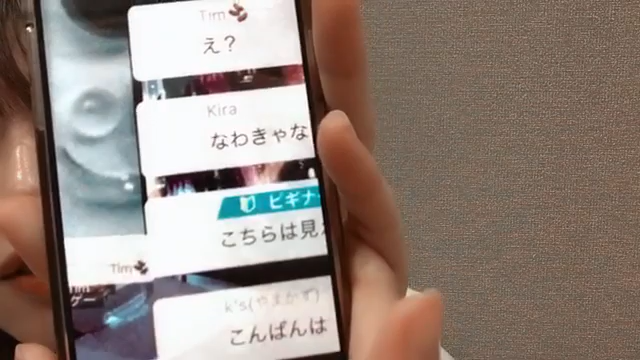 Tim
え?
Kira
なわきゃな
ビギナ
こちらは見
Tim
k's(やまかず)
こんばんは